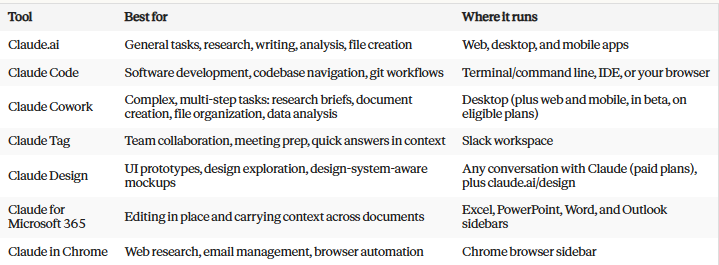 Tool Best for Where it runs
Claude.ai General tasks, research, writing, analysis, file creation Web, desktop, and mobile apps
Claude Code Software development, codebase navigation, git workflows Terminal/command line, IDE, or your browser
Claude Cowork Complex, multi-step tasks: research briefs, document creation, file organization, data analysis Desktop (plus web and mobile, in beta, on eligible plans)
Claude Tag Team collaboration, meeting prep, quick answers in context Slack workspace
Claude Design UI prototypes, design exploration, design-system-aware mockups Any conversation with Claude (paid plans), plus claude.ai/design
Claude for Microsoft 365 Editing in place and carrying context across documents Excel, PowerPoint, Word, and Outlook sidebars
Claude in Chrome Web research, email management, browser automation Chrome browser sidebar